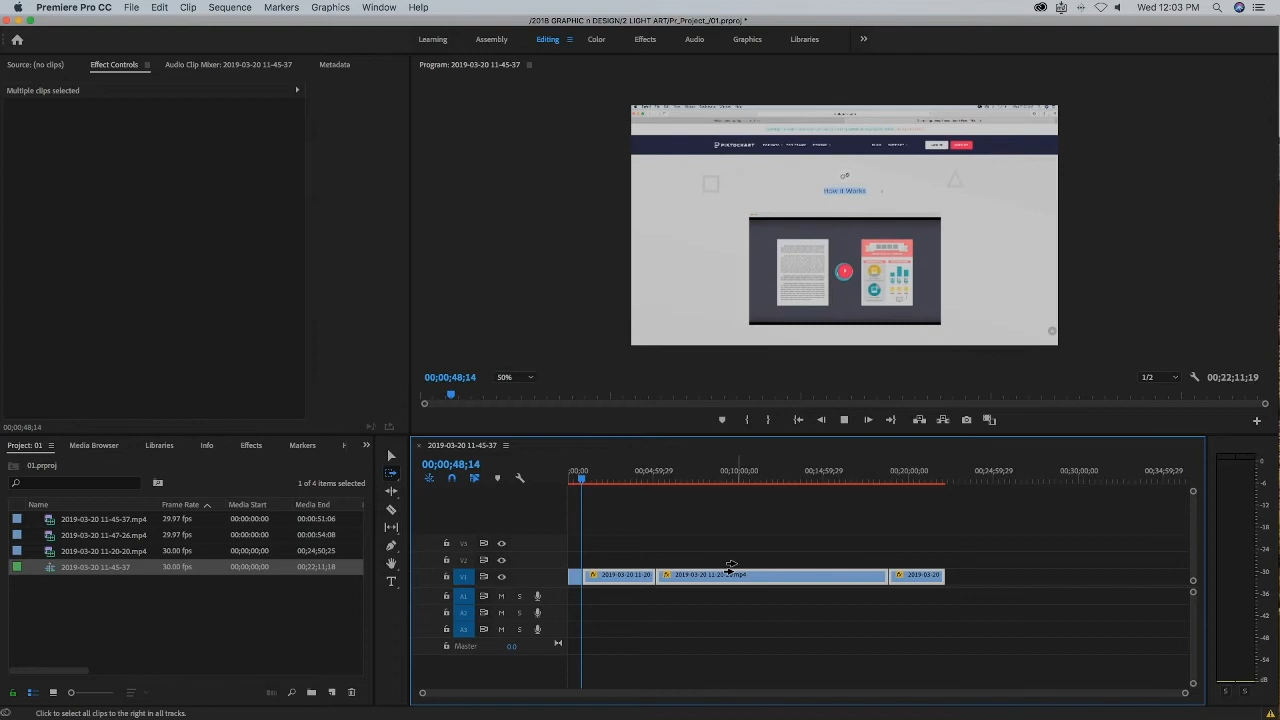 Premiere Pro CC File Edit Clip Sequence Markers Graphics Window Help Wed 12:03 PM
/2018 GRAPHIC n DESIGN/2 LIGHT ART/Pr_Project_/01.prproj *
Learning Assembly Editing Color Effects Audio Graphics Libraries
Source: (no clips) Effect Controls Audio Clip Mixer: 2019-03-20 11-45-37 Metadata
Program: 2019-03-20 11-45-37
Multiple clips selected
PIKTOCHART
How It Works
00;00;48;14 50% 1/2 00;22;11;19
00;00;48;14
Project: 01 Media Browser Libraries Info Effects Markers
2019-03-20 11-45-37
01.prproj
00;00;48;14
;00;00 00;04;59;29 00;10;00;00 00;14;59;29 00;20;00;00 00;24;59;29 00;30;00;00 00;34;59;29
1 of 4 items selected
Name Frame Rate Media Start Media End
2019-03-20 11-45-37.mp4 29.97 fps 00:00:00:00 00:00:51:06
2019-03-20 11-47-26.mp4 29.97 fps 00:00:00:00 00:00:54:08
2019-03-20 11-20-20.mp4 30.00 fps 00;00;00;00 00;24;50;25
2019-03-20 11-45-37 30.00 fps 00;00;00;00 00;22;11;18
V3
V2
V1 2019-03-20 11-20 2019-03-20 11-20 .mp4 2019-03-20
A1 M S
A2 M S
A3 M S
Master 0.0
0
-6
-12
-18
-24
-30
-36
-42
-48
-54
S S
Click to select all clips to the right in all tracks.